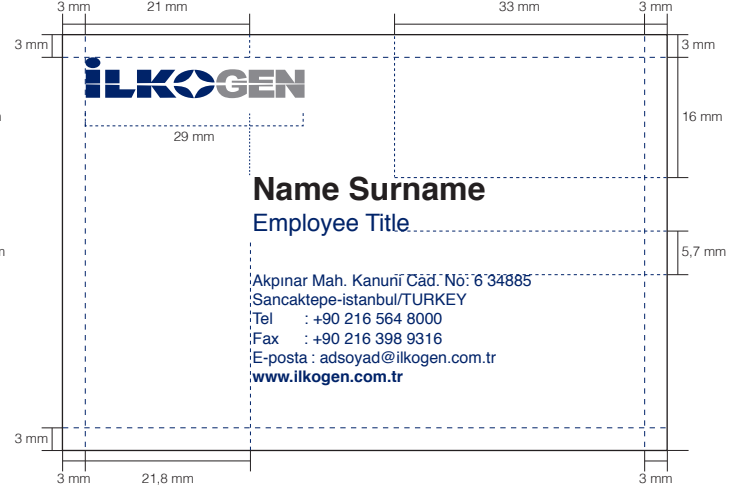 3 mm 21 mm 33 mm 3 mm
3 mm 3 mm
İLKOGEN
16 mm
29 mm
Name Surname
Employee Title
5,7 mm
Akpınar Mah. Kanuni Cad. No: 6 34885
Sancaktepe-istanbul/TURKEY
Tel : +90 216 564 8000
Fax : +90 216 398 9316
E-posta : adsoyad@ilkogen.com.tr
www.ilkogen.com.tr
3 mm
3 mm 21,8 mm 3 mm